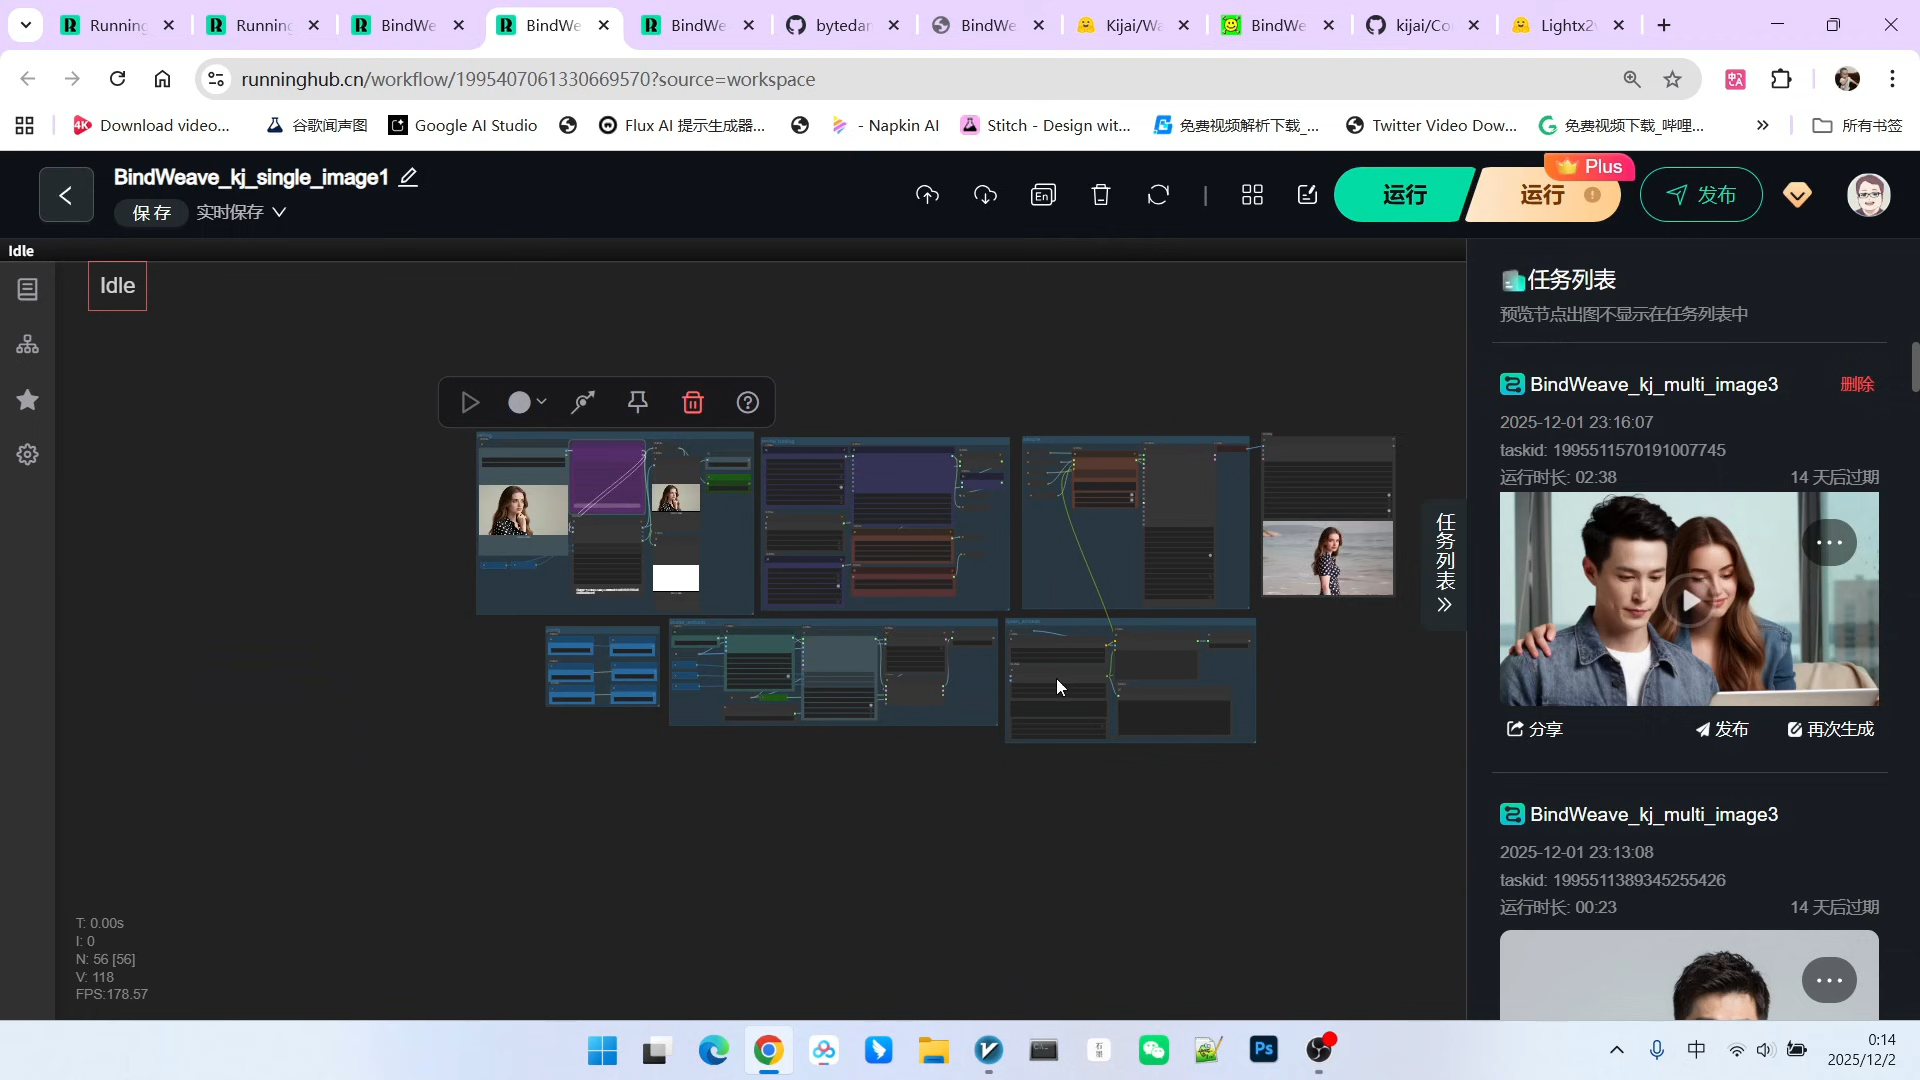 Running
Running
BindWe
BindWe
BindWe
bytedan
BindWe
Kijai/Wa
BindWe
kijai/Co
Lightx2v
runninghub.cn/workflow/1995407061330669570?source=workspace
Download video...
谷歌闻声图
Google AI Studio
Flux AI 提示生成器...
- Napkin AI
Stitch - Design wit...
免费视频解析下载_...
Twitter Video Dow...
免费视频下载_哔哩...
所有书签
BindWeave_kj_single_image1
保存
实时保存
En
运行
运行
Plus
发布
Idle
Idle
任务列表
预览节点出图不显示在任务列表中
BindWeave_kj_multi_image3
删除
2025-12-01 23:16:07
taskid: 1995511570191007745
运行时长: 02:38
14 天后过期
任务列表
分享
发布
再次生成
BindWeave_kj_multi_image3
2025-12-01 23:13:08
taskid: 1995511389345255426
运行时长: 00:23
14 天后过期
T: 0.00s
I: 0
N: 56 [56]
V: 118
FPS:178.57
石墨
Ps
中
0:14
2025/12/2